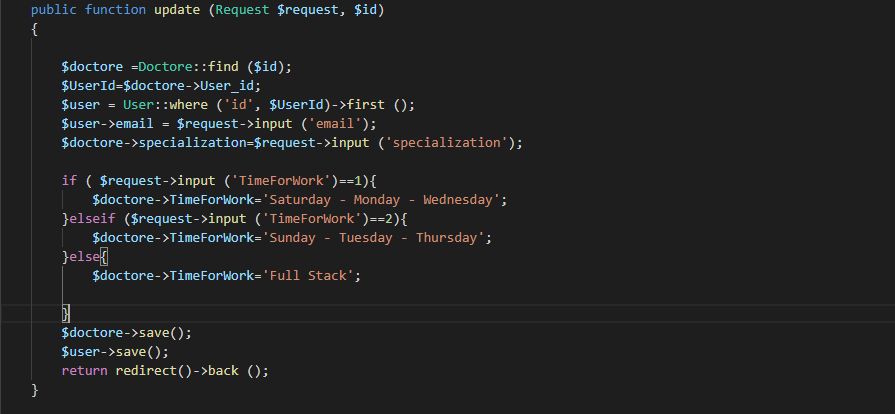 public function update (Request $request, $id)
{
$doctore =Doctore::find ($id);
$UserId=$doctore->User_id;
$user = User::where ('id', $UserId)->first ();
$user->email = $request->input ('email');
$doctore->specialization=$request->input ('specialization');
if ( $request->input ('TimeForWork')==1){
$doctore->TimeForWork='Saturday - Monday - Wednesday';
}elseif ($request->input ('TimeForWork')==2){
$doctore->TimeForWork='Sunday - Tuesday - Thursday';
}else{
$doctore->TimeForWork='Full Stack';
}
$doctore->save();
$user->save();
return redirect()->back ();
}